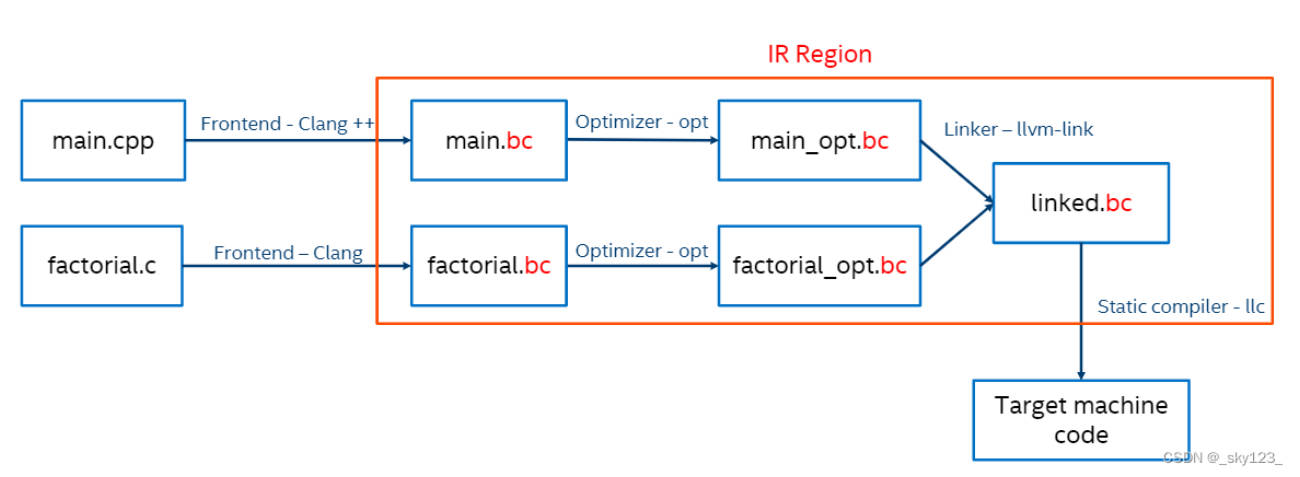 IR Region
main.cpp
Frontend - Clang ++
main.bc
Optimizer - opt
main_opt.bc
Linker – llvm-link
linked.bc
factorial.c
Frontend – Clang
factorial.bc
Optimizer - opt
factorial_opt.bc
Static compiler - llc
Target machine
code
CSDN @_sky123_